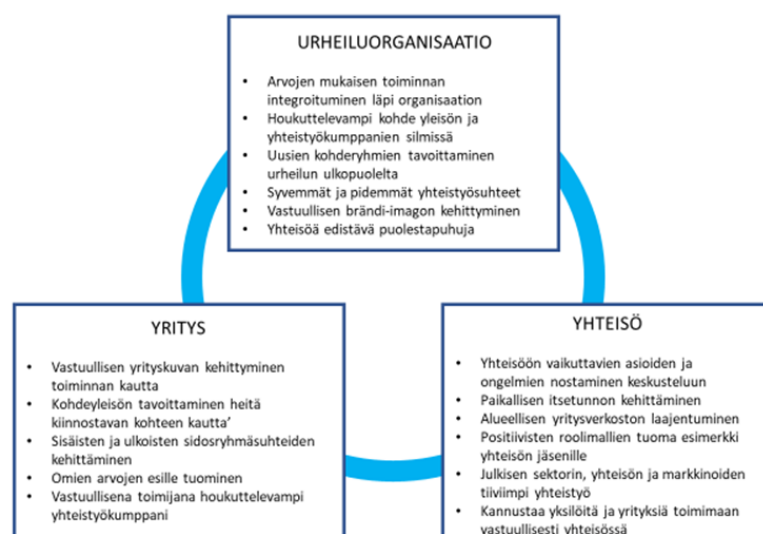 URHEILUORGANISAATIO
• Arvojen mukaisen toiminnan
integroituminen läpi organisaation
• Houkuttelevampi kohde yleisön ja
yhteistyökumppanien silmissä
• Uusien kohderyhmien tavoittaminen
urheilun ulkopuolelta
• Syvemmät ja pidemmät yhteistyösuhteet
• Vastuullisen brändi-imagon kehittyminen
• Yhteisöä edistävä puolestapuhuja
YRITYS
• Vastuullisen yrityskuvan kehittyminen
toiminnan kautta
• Kohdeyleisön tavoittaminen heitä
kiinnostavan kohteen kautta’
• Sisäisten ja ulkoisten sidosryhmäsuhteiden
kehittäminen
• Omien arvojen esille tuominen
• Vastuullisena toimijana houkuttelevampi
yhteistyökumppani
YHTEISÖ
• Yhteisöön vaikuttavien asioiden ja
ongelmien nostaminen keskusteluun
• Paikallisen itsetunnon kehittäminen
• Alueellisen yritysverkoston laajentuminen
• Positiivisten roolimallien tuoma esimerkki
yhteisön jäsenille
• Julkisen sektorin, yhteisön ja markkinoiden
tiiviimpi yhteistyö
• Kannustaa yksilöitä ja yrityksiä toimimaan
vastuullisesti yhteisössä